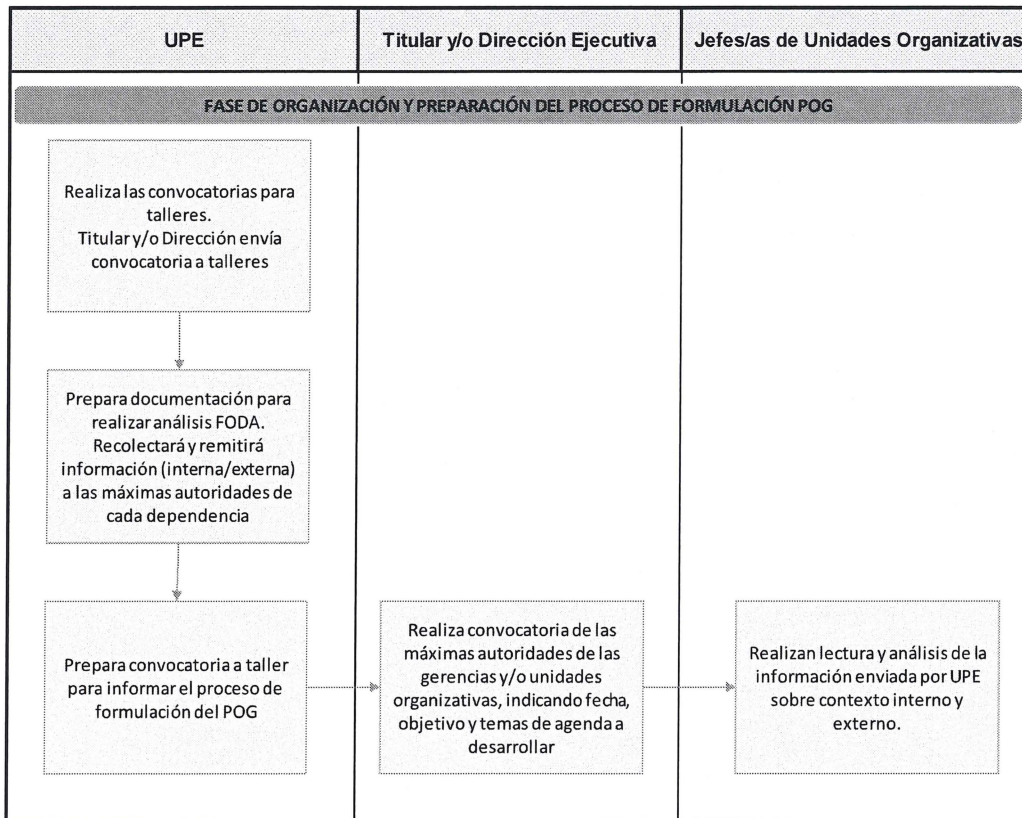 UPE
Titular y/o Dirección Ejecutiva
Jefes/as de Unidades Organizativas
FASE DE ORGANIZACIÓN Y PREPARACIÓN DEL PROCESO DE FORMULACIÓN POG
Realiza las convocatorias para
talleres.
Titular y/o Dirección envía
convocatoria a talleres
Prepara documentación para
realizar análisis FODA.
Recolectará y remitirá
información (interna/externa)
a las máximas autoridades de
cada dependencia
Prepara convocatoria a taller
para informar el proceso de
formulación del POG
Realiza convocatoria de las
máximas autoridades de las
gerencias y/o unidades
organizativas, indicando fecha,
objetivo y temas de agenda a
desarrollar
Realizan lectura y análisis de la
información enviada por UPE
sobre contexto interno y
externo.